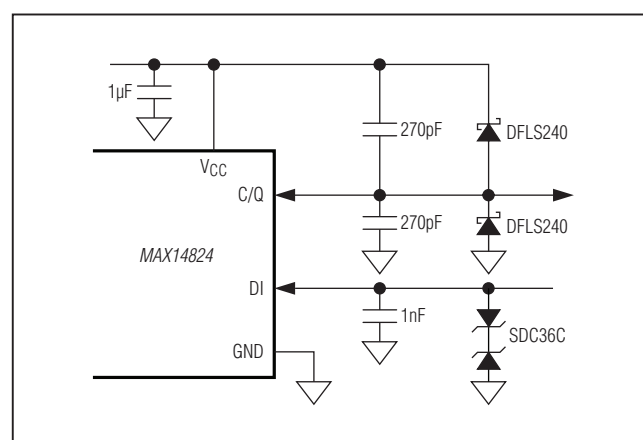 1µF
270pF
DFLS240
VCC
C/Q
270pF
DFLS240
MAX14824
DI
1nF
SDC36C
GND